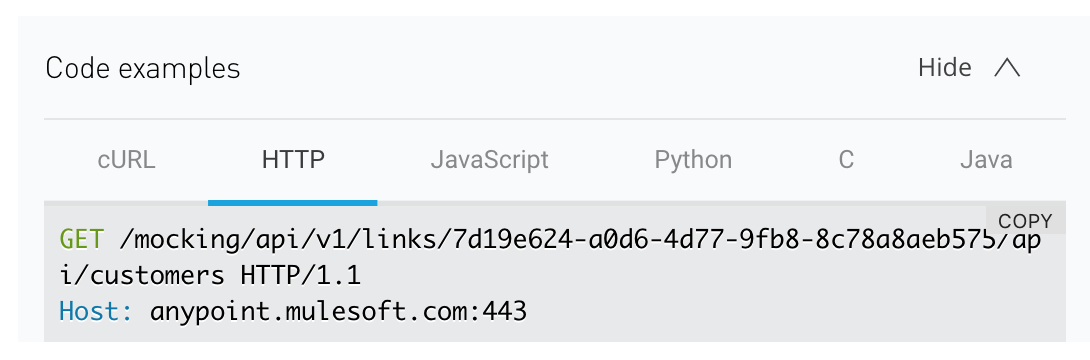 Code examples
Hide
cURL HTTP JavaScript Python C Java
COPY
GET /mocking/api/v1/links/7d19e624-a0d6-4d77-9fb8-8c78a8aeb575/ap
i/customers HTTP/1.1
Host: anypoint.mulesoft.com:443